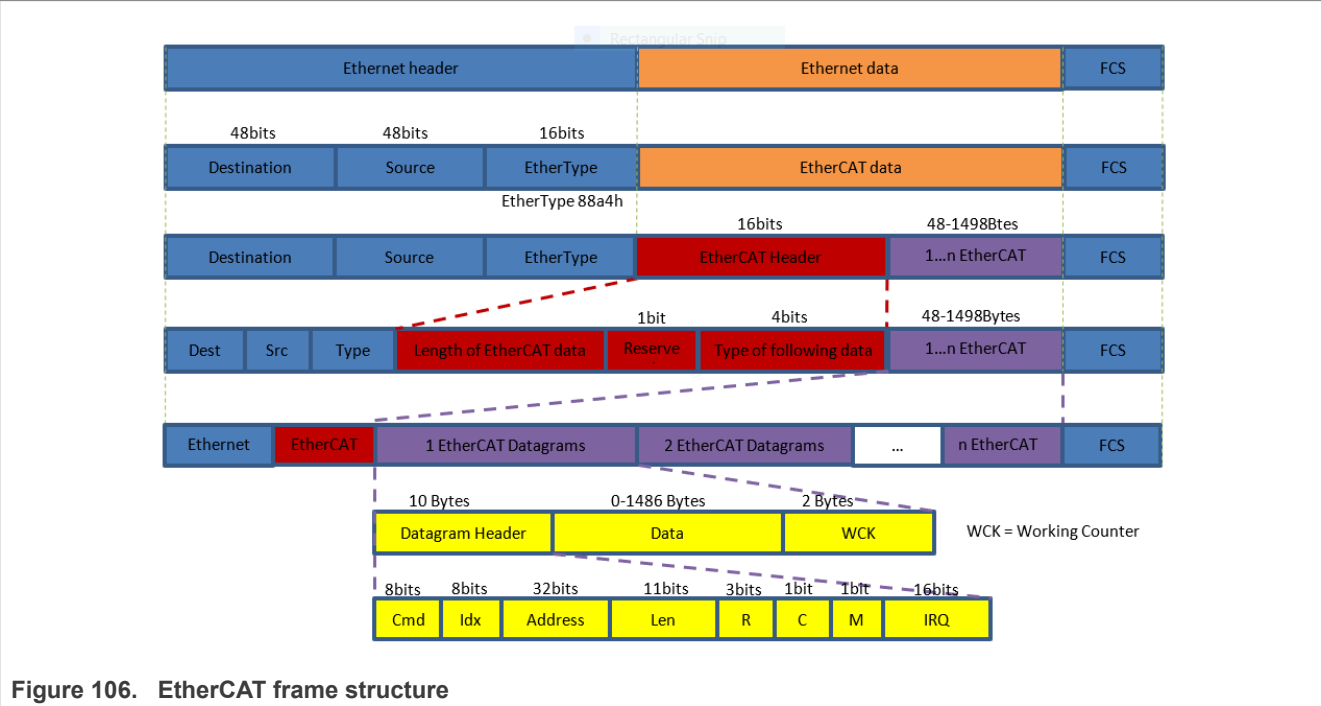 Rectangular Snip
Ethernet header Ethernet data FCS
48bits 48bits 16bits
Destination Source EtherType EtherCAT data FCS
EtherType 88a4h
16bits 48-1498Btes
Destination Source EtherType EtherCAT Header 1...n EtherCAT FCS
1bit 4bits 48-1498Bytes
Dest Src Type Length of EtherCAT data Reserve Type of following data 1...n EtherCAT FCS
Ethernet EtherCAT 1 EtherCAT Datagrams 2 EtherCAT Datagrams ... n EtherCAT FCS
10 Bytes 0-1486 Bytes 2 Bytes
Datagram Header Data WCK WCK = Working Counter
8bits 8bits 32bits 11bits 3bits 1bit 1bit 16bits
Cmd Idx Address Len R C M IRQ
Figure 106. EtherCAT frame structure